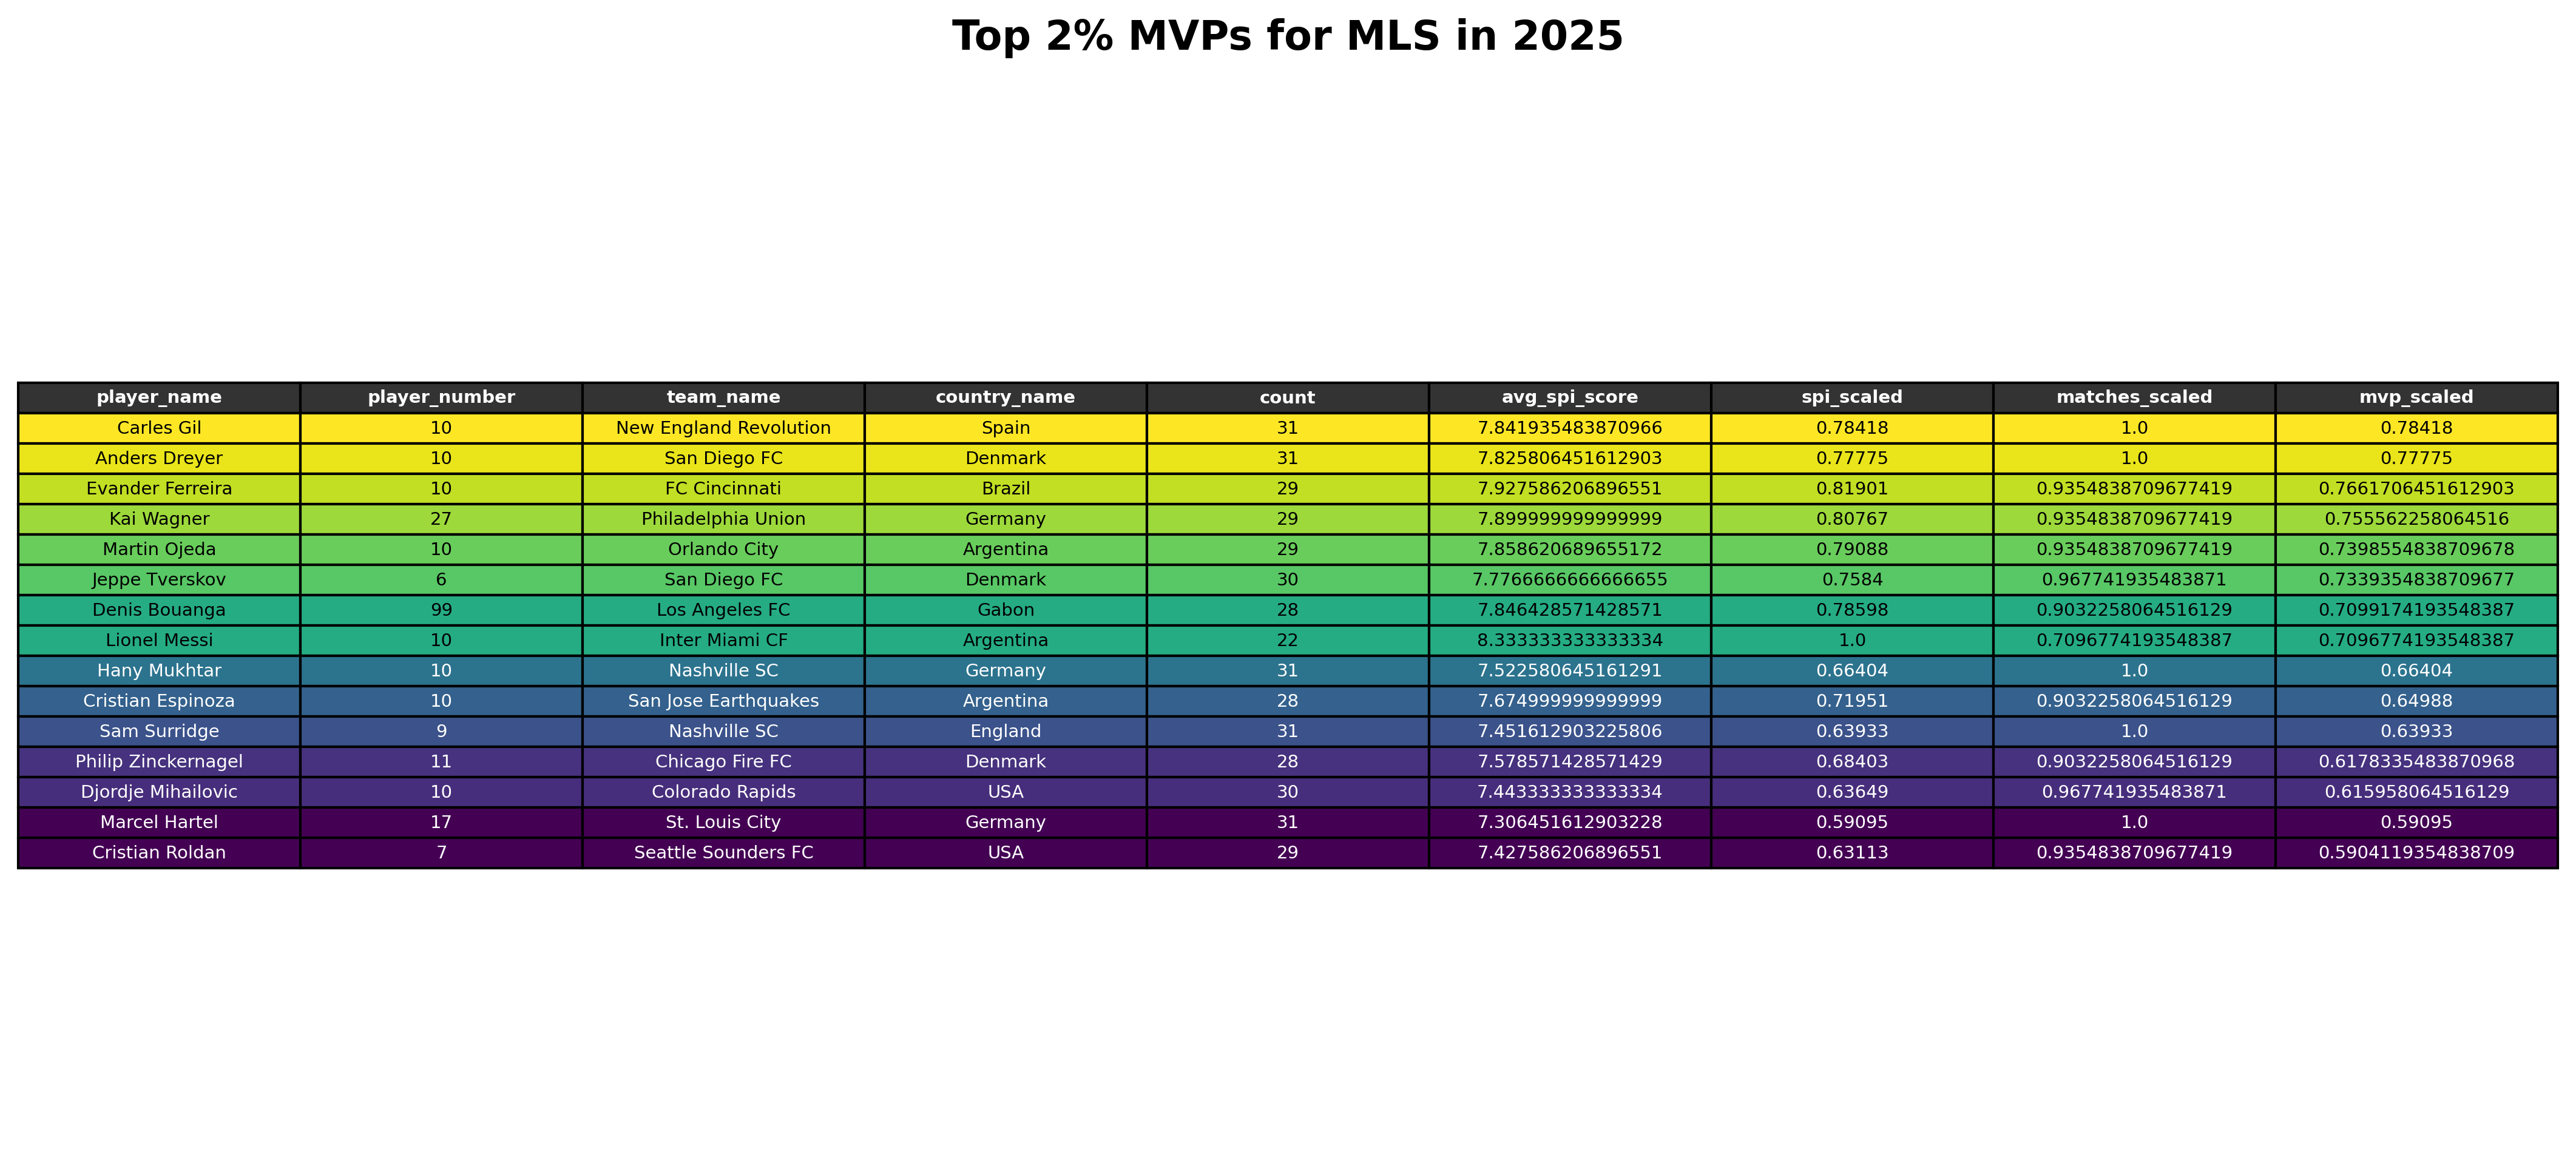 Top 2% MVPs for MLS in 2025
player_name player_number team_name country_name count avg_spi_score spi_scaled matches_scaled mvp_scaled
Carles Gil 10 New England Revolution Spain 31 7.841935483870966 0.78418 1.0 0.78418
Anders Dreyer 10 San Diego FC Denmark 31 7.825806451612903 0.77775 1.0 0.77775
Evander Ferreira 10 FC Cincinnati Brazil 29 7.927586206896551 0.81901 0.9354838709677419 0.7661706451612903
Kai Wagner 27 Philadelphia Union Germany 29 7.899999999999999 0.80767 0.9354838709677419 0.755562258064516
Martin Ojeda 10 Orlando City Argentina 29 7.858620689655172 0.79088 0.9354838709677419 0.7398554838709678
Jeppe Tverskov 6 San Diego FC Denmark 30 7.7766666666666655 0.7584 0.967741935483871 0.7339354838709677
Denis Bouanga 99 Los Angeles FC Gabon 28 7.846428571428571 0.78598 0.9032258064516129 0.7099174193548387
Lionel Messi 10 Inter Miami CF Argentina 22 8.333333333333334 1.0 0.7096774193548387 0.7096774193548387
Hany Mukhtar 10 Nashville SC Germany 31 7.522580645161291 0.66404 1.0 0.66404
Cristian Espinoza 10 San Jose Earthquakes Argentina 28 7.674999999999999 0.71951 0.9032258064516129 0.64988
Sam Surridge 9 Nashville SC England 31 7.451612903225806 0.63933 1.0 0.63933
Philip Zinckernagel 11 Chicago Fire FC Denmark 28 7.578571428571429 0.68403 0.9032258064516129 0.6178335483870968
Djordje Mihailovic 10 Colorado Rapids USA 30 7.443333333333334 0.63649 0.967741935483871 0.615958064516129
Marcel Hartel 17 St. Louis City Germany 31 7.306451612903228 0.59095 1.0 0.59095
Cristian Roldan 7 Seattle Sounders FC USA 29 7.427586206896551 0.63113 0.9354838709677419 0.5904119354838709